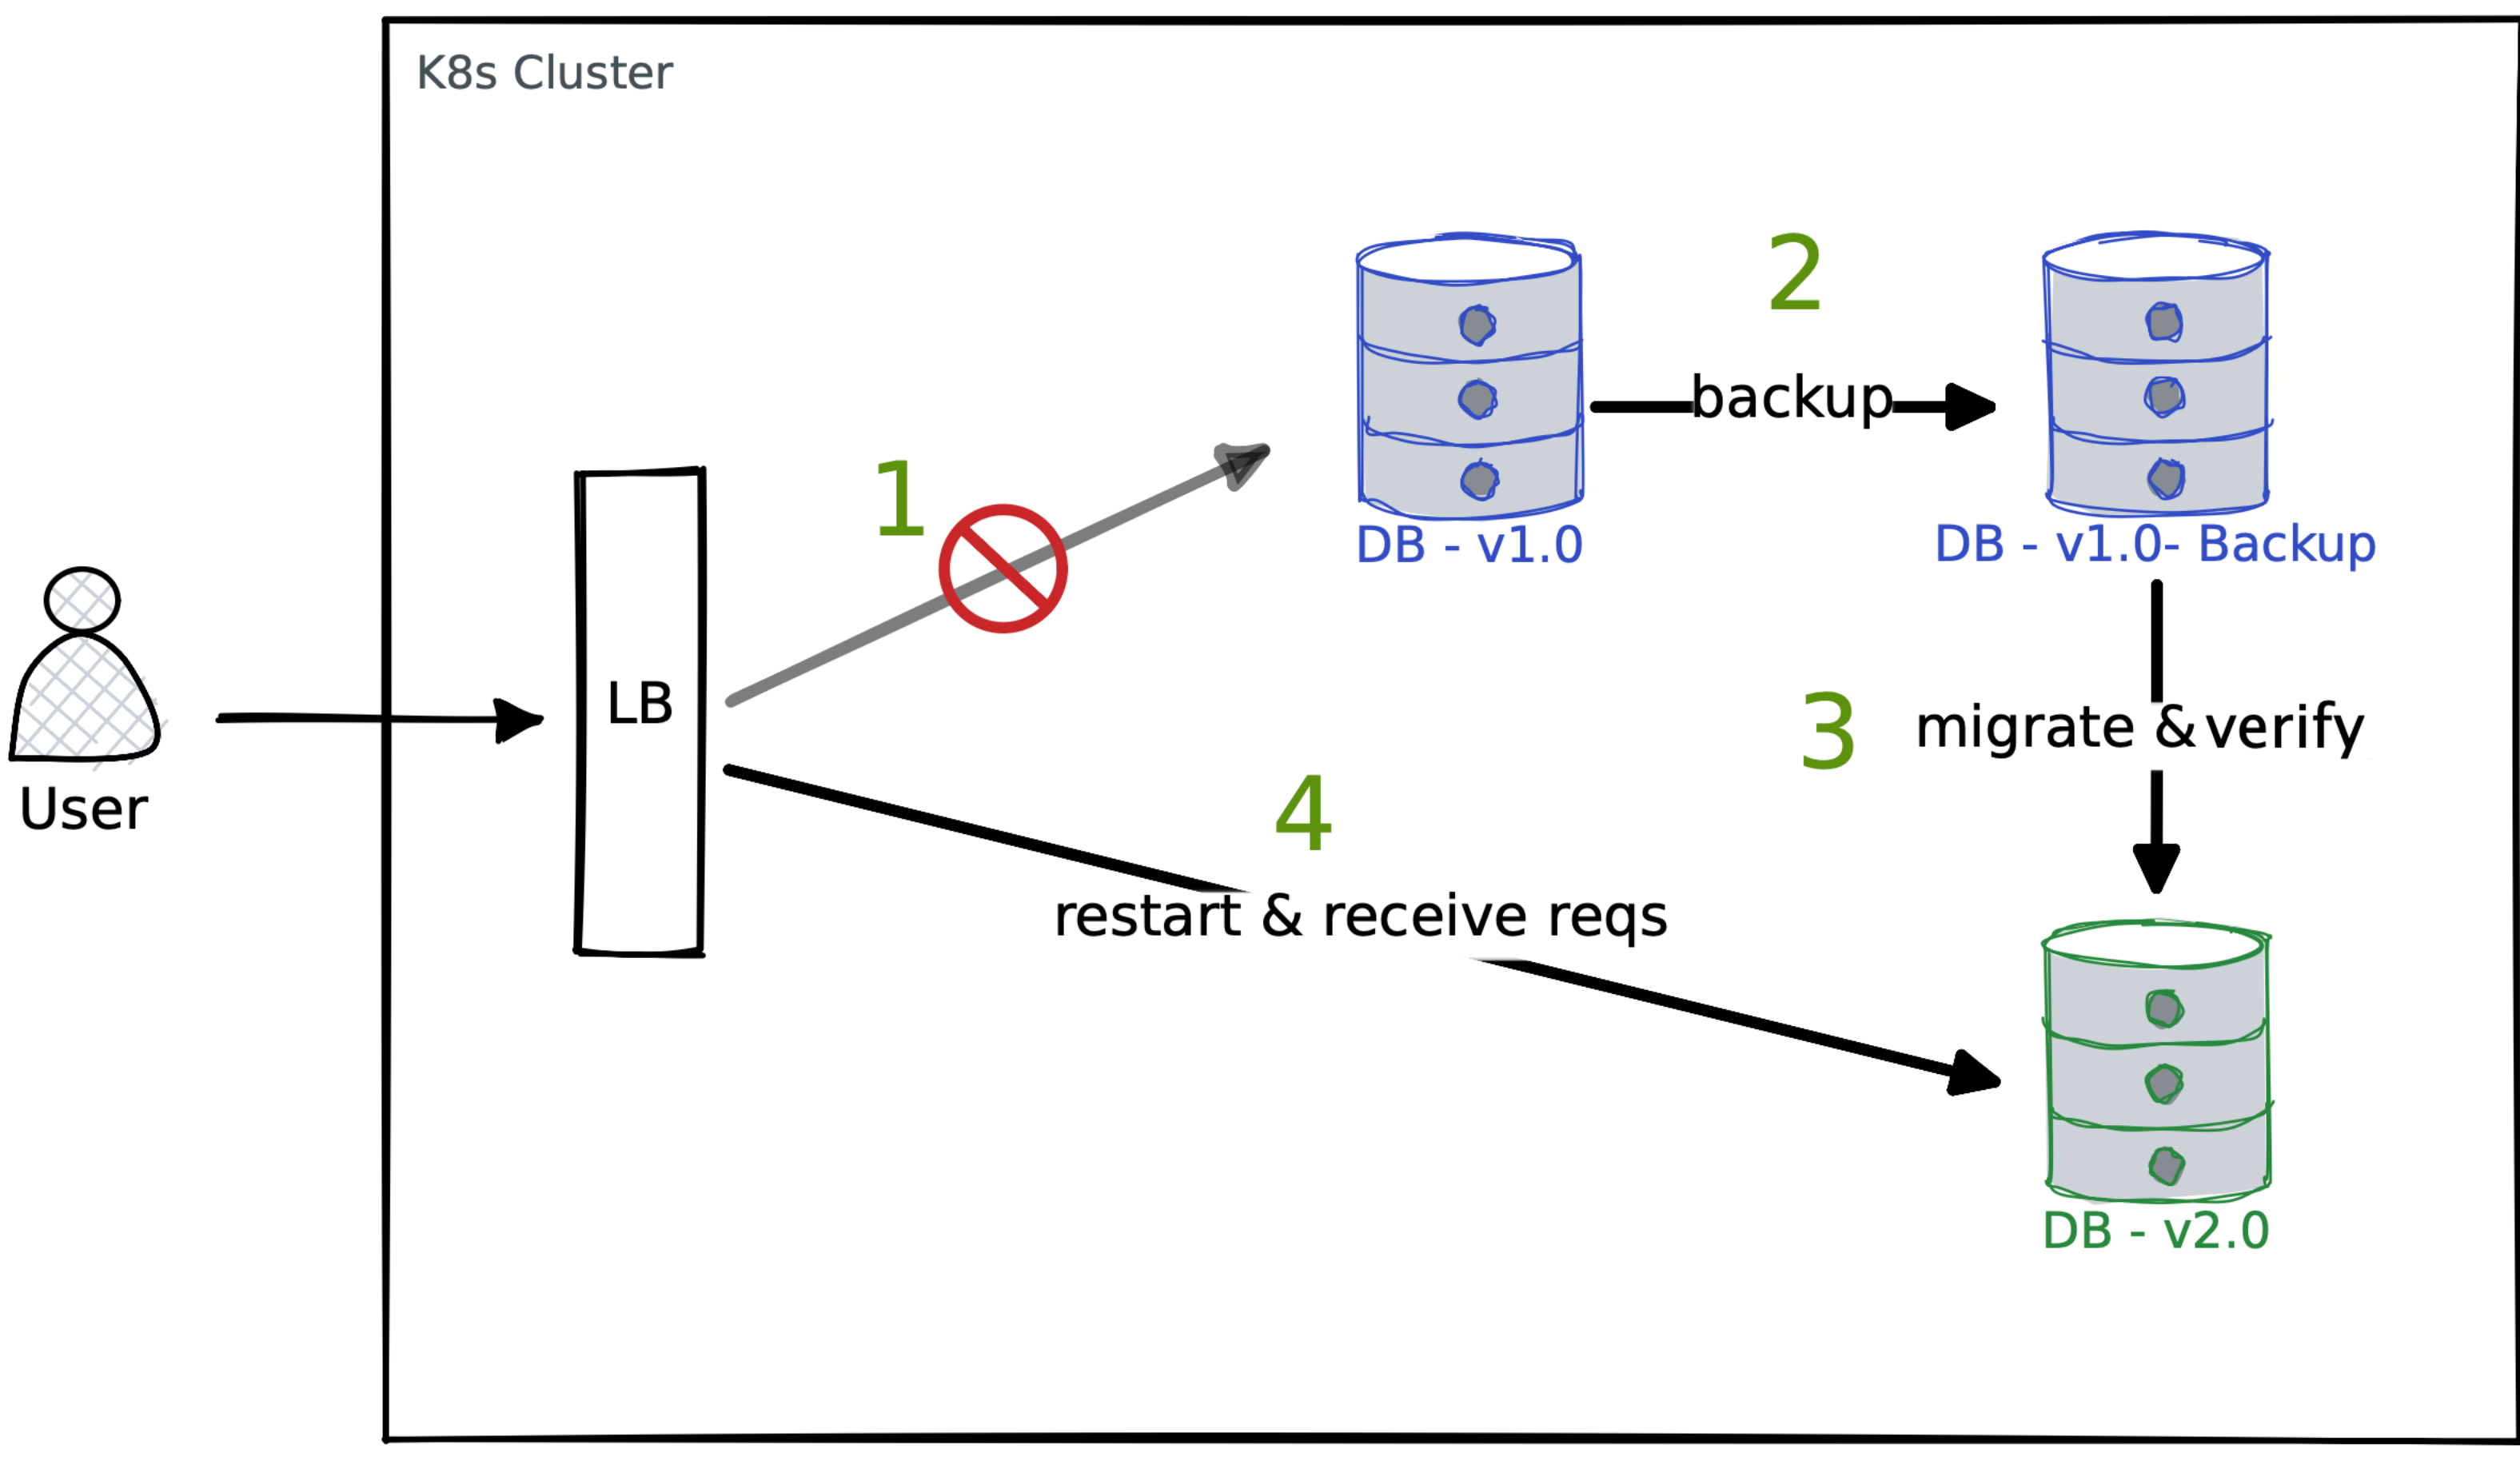 K8s Cluster
1
2
backup
DB - v1.0
DB - v1.0- Backup
User
LB
3
migrate & verify
4
restart & receive reqs
DB - v2.0